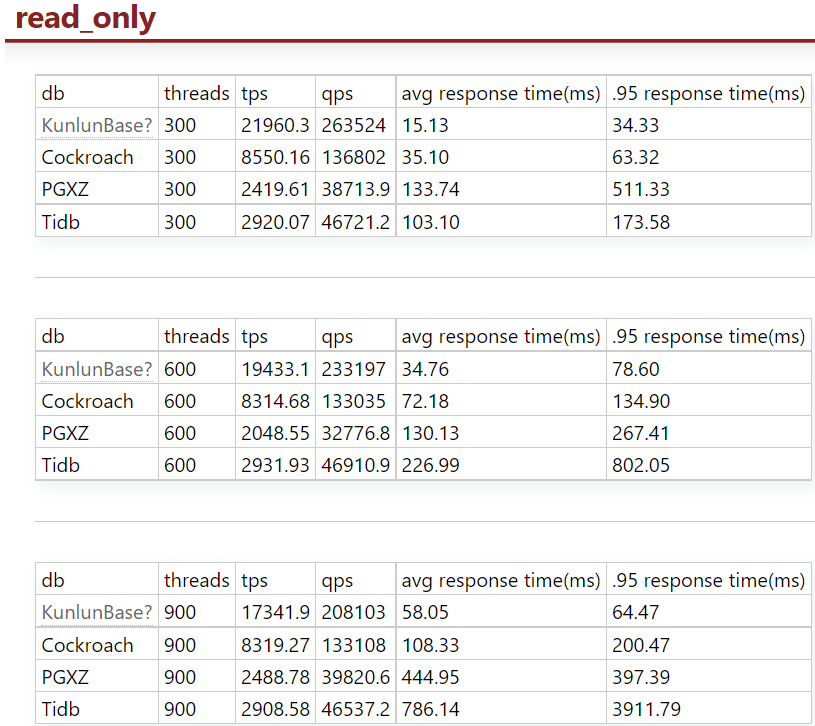 read_only
db threads tps qps avg response time(ms) .95 response time(ms)
KunlunBase? 300 21960.3 263524 15.13 34.33
Cockroach 300 8550.16 136802 35.10 63.32
PGXZ 300 2419.61 38713.9 133.74 511.33
Tidb 300 2920.07 46721.2 103.10 173.58
db threads tps qps avg response time(ms) .95 response time(ms)
KunlunBase? 600 19433.1 233197 34.76 78.60
Cockroach 600 8314.68 133035 72.18 134.90
PGXZ 600 2048.55 32776.8 130.13 267.41
Tidb 600 2931.93 46910.9 226.99 802.05
db threads tps qps avg response time(ms) .95 response time(ms)
KunlunBase? 900 17341.9 208103 58.05 64.47
Cockroach 900 8319.27 133108 108.33 200.47
PGXZ 900 2488.78 39820.6 444.95 397.39
Tidb 900 2908.58 46537.2 786.14 3911.79